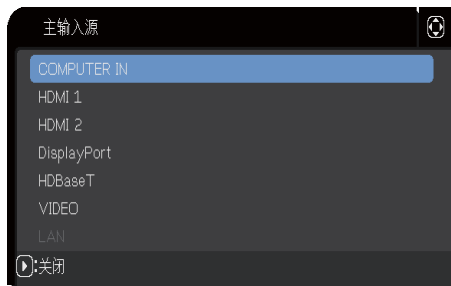 主输入源
COMPUTER IN
HDMI 1
HDMI 2
DisplayPort
HDBaseT
VIDEO
LAN
:关闭